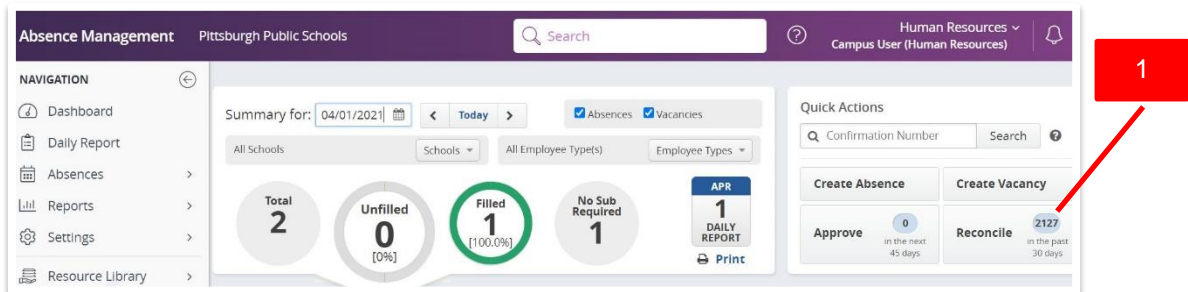 Absence Management Pittsburgh Public Schools Search Human Resources
Campus User (Human Resources)
1
NAVIGATION
Dashboard
Daily Report
Absences
Reports
Settings
Resource Library
Summary for: 04/01/2021 Today Absences Vacancies
All Schools Schools All Employee Type(s) Employee Types
Total
2
Unfilled
0
[0%]
Filled
1
[100.0%]
No Sub
Required
1
APR
1
DAILY
REPORT
Print
Quick Actions
Confirmation Number Search
Create Absence Create Vacancy
Approve 0
in the next
45 days
Reconcile 2127
in the past
30 days